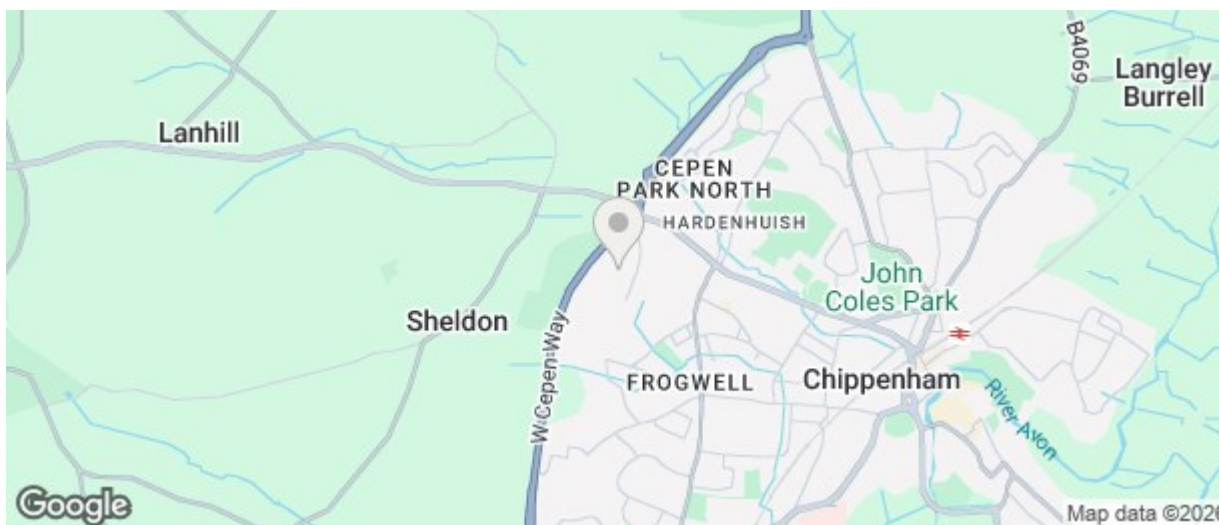 B4069
Langley
Burrell
Lanhill
CEPEN
PARK NORTH
HARDENHUISH
John
Coles Park
Sheldon
W Cepen Way
FROGWELL
Chippenham
River Avon
Google
Map data ©2026